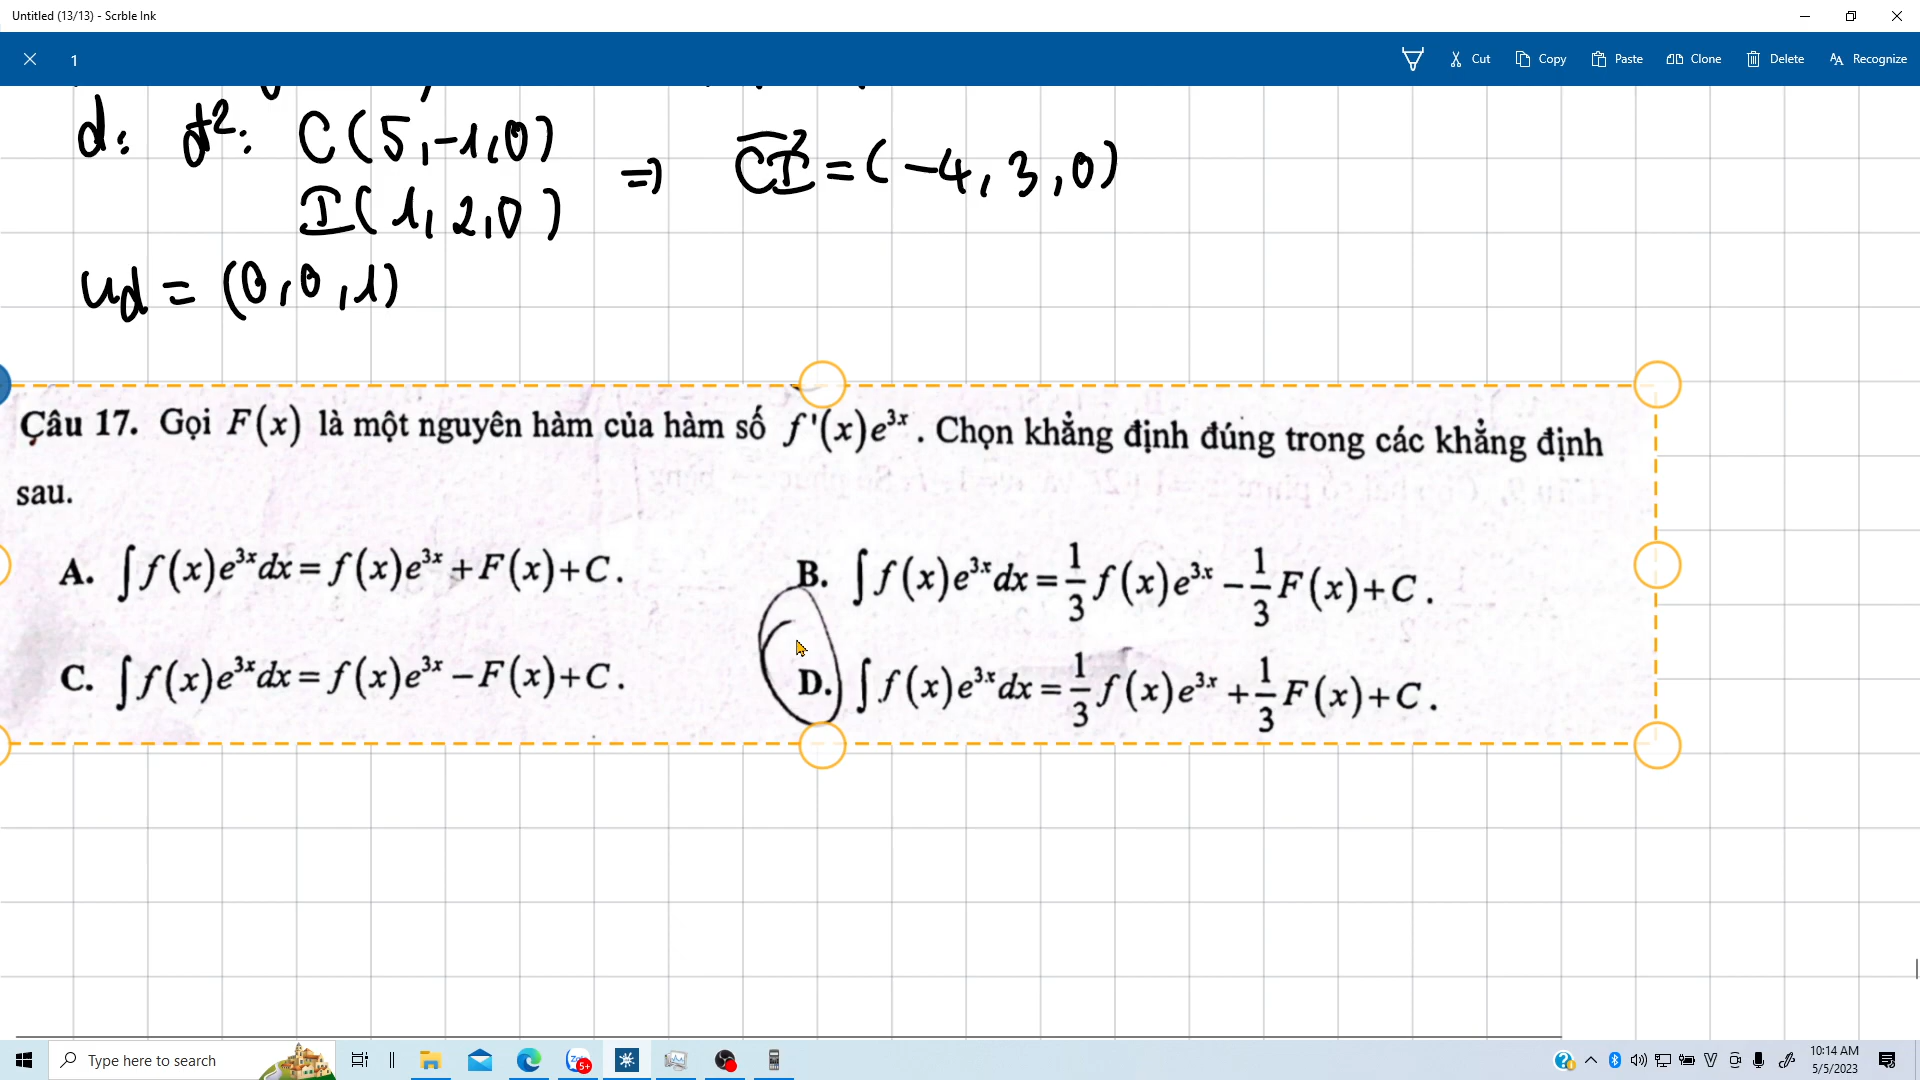 Untitled (13/13) - Scrble Ink
1
Cut
Copy
Paste
Clone
Delete
Recognize
d: d²: C(5,-1,0)
I(1,2,0)
=> CI = (-4,3,0)
ud = (0,0,1)
Câu 17. Gọi F(x) là một nguyên hàm của hàm số f'(x)e^{3x}. Chọn khẳng định đúng trong các khẳng định
sau.
A. ∫f(x)e^{3x}dx = f(x)e^{3x} + F(x) + C.
B. ∫f(x)e^{3x}dx = 1/3 f(x)e^{3x} - 1/3 F(x) + C.
C. ∫f(x)e^{3x}dx = f(x)e^{3x} - F(x) + C.
D. ∫f(x)e^{3x}dx = 1/3 f(x)e^{3x} + 1/3 F(x) + C.
Type here to search
5+
10:14 AM
5/5/2023